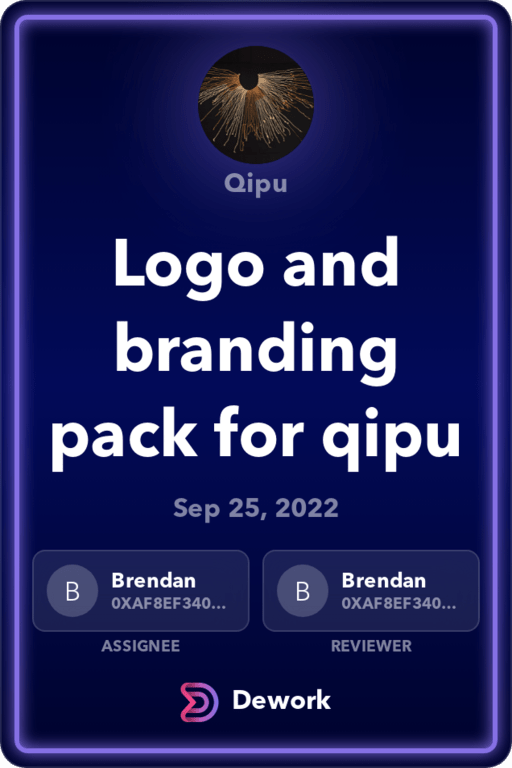 Qipu
Logo and
branding
pack for qipu
Sep 25, 2022
B
Brendan
0XAF8EF340...
ASSIGNEE
B
Brendan
0XAF8EF340...
REVIEWER
Dework